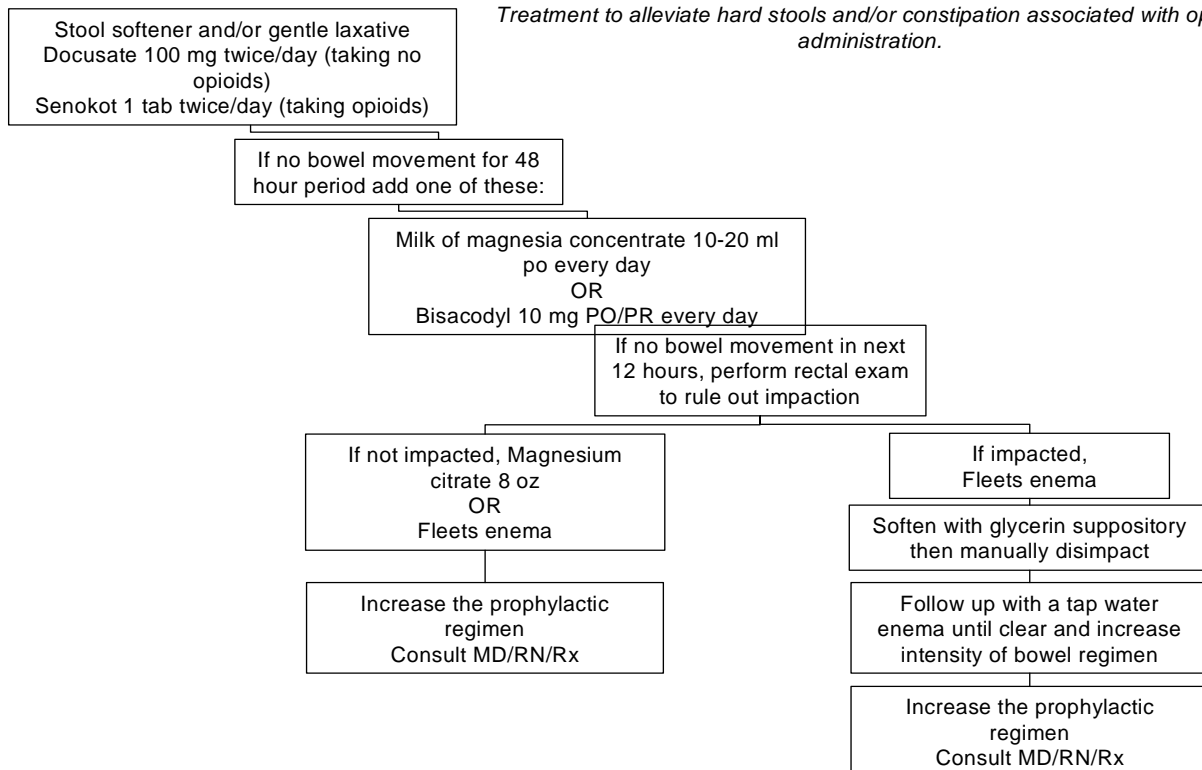 Treatment to alleviate hard stools and/or constipation associated with
administration.
Stool softener and/or gentle laxative
Docusate 100 mg twice/day (taking no
opioids)
Senokot 1 tab twice/day (taking opioids)
If no bowel movement for 48
hour period add one of these:
Milk of magnesia concentrate 10-20 ml
po every day
OR
Bisacodyl 10 mg PO/PR every day
If no bowel movement in next
12 hours, perform rectal exam
to rule out impaction
If not impacted, Magnesium
citrate 8 oz
OR
Fleets enema
Increase the prophylactic
regimen
Consult MD/RN/Rx
If impacted,
Fleets enema
Soften with glycerin suppository
then manually disimpact
Follow up with a tap water
enema until clear and increase
intensity of bowel regimen
Increase the prophylactic
regimen
Consult MD/RN/Rx